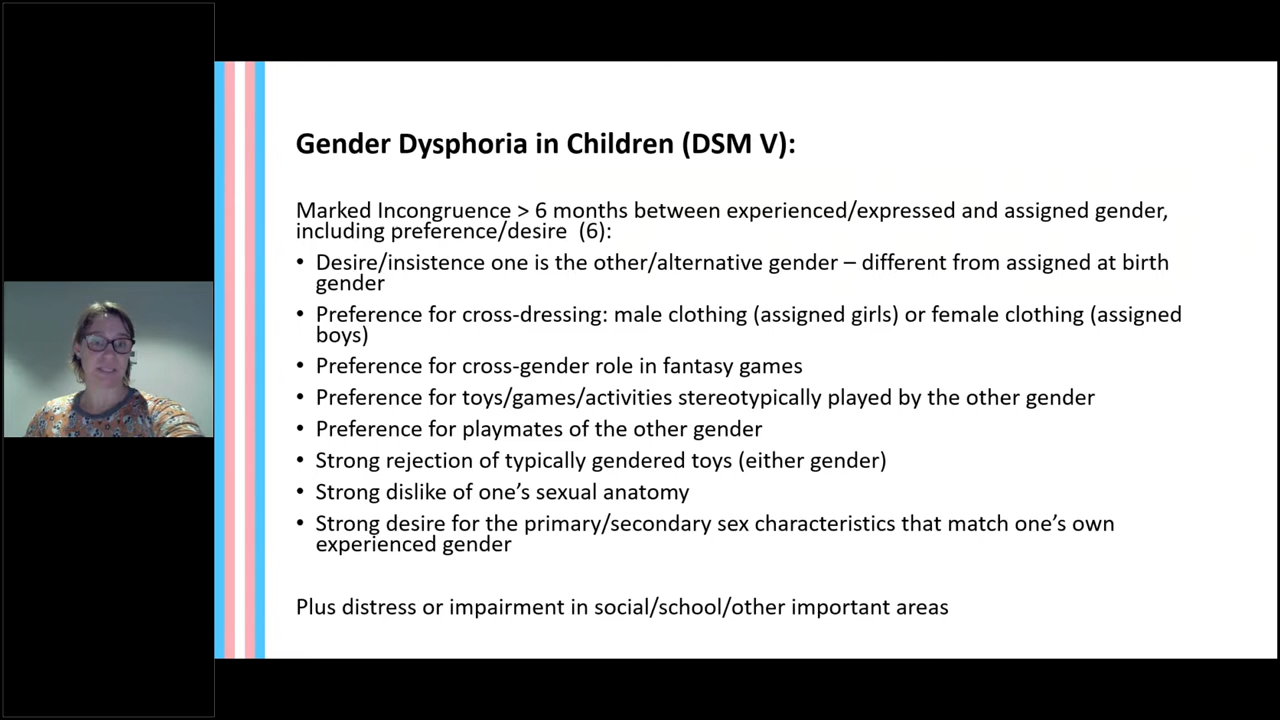 Gender Dysphoria in Children (DSM V):
Marked Incongruence > 6 months between experienced/expressed and assigned gender,
including preference/desire  (6):
• Desire/insistence one is the other/alternative gender – different from assigned at birth
gender
• Preference for cross-dressing: male clothing (assigned girls) or female clothing (assigned
boys)
• Preference for cross-gender role in fantasy games
• Preference for toys/games/activities stereotypically played by the other gender
• Preference for playmates of the other gender
• Strong rejection of typically gendered toys (either gender)
• Strong dislike of one’s sexual anatomy
• Strong desire for the primary/secondary sex characteristics that match one’s own
experienced gender
Plus distress or impairment in social/school/other important areas